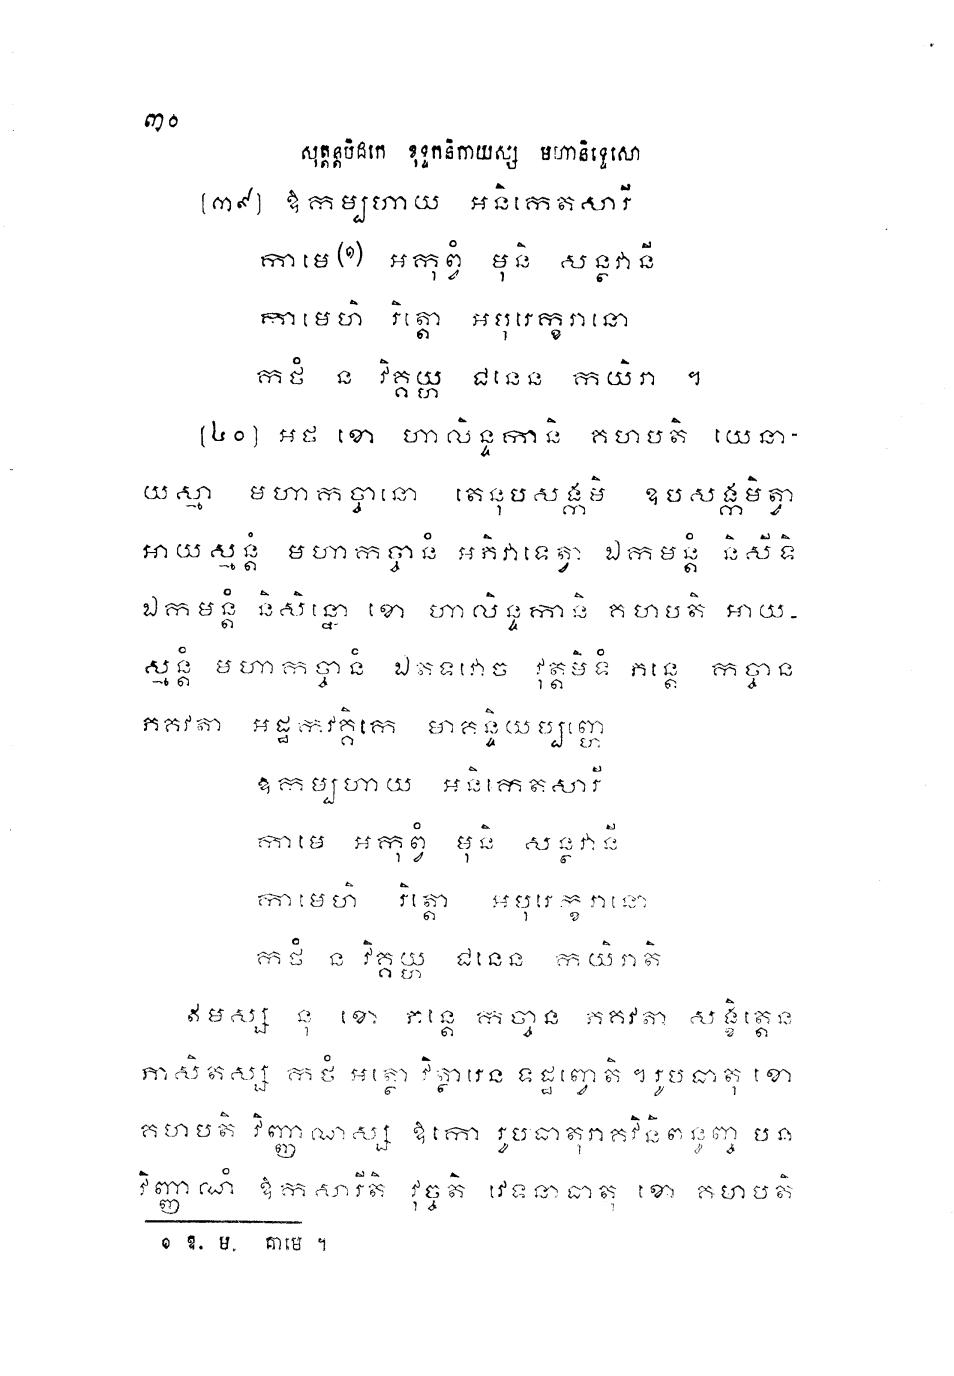 ៣០
សុត្តន្តបិដកេ ខុទ្ទកនិកាយស្ស មហានិទ្ទេសោ
(៣៩) ឱកម្បហាយ អនិកេតសារី
កាមេ(១) អកុព្វំ មុនិ សន្ថវានិ
កាមេហិ រិត្តោ អបុរេក្ខរានោ
កថំ ន វិគ្គយ្ហ ជនេន កយិរា ។
(៤០) អថ ខោ ហាលិន្ទកានិ គហបតិ យេនា-
យស្មា មហាកច្ចានោ តេនុបសង្កមិ ឧបសង្កមិត្វា
អាយស្មន្តំ មហាកច្ចានំ អភិវាទេត្វា ឯកមន្តំ និសីទិ
ឯកមន្តំ និសិន្នោ ខោ ហាលិន្ទកានិ គហបតិ អាយ-
ស្មន្តំ មហាកច្ចានំ ឯតទវោច វុត្តមិទំ ភន្តេ កច្ចាន
ភគវតា អដ្ឋកវគ្គិកេ មាគន្ទិយប្បញ្ហេ
ឧកម្បហាយ អនិកេតសារី
កាមេ អកុព្វំ មុនិ សន្ថវានិ
កាមេហិ រិត្តោ អបុរេក្ខរានោ
កថំ ន វិគ្គយ្ហ ជនេន កយិរាតិ
ឥមស្ស នុ ខោ ភន្តេ កច្ចាន ភគវតា សង្ខិត្តេន
ភាសិតស្ស កថំ អត្ថោ វិត្ថារេន ទដ្ឋព្វោតិ ។ រូបធាតុ ខោ
គហបតិ វិញ្ញាណស្ស ឱកោ រូបធាតុរាគវិនិពន្ធញ្ច បន
វិញ្ញាណំ ឱកសារីតិ វុច្ចតិ វេទនាធាតុ ខោ គហបតិ
១ ឱ. ម. គាមេ ។